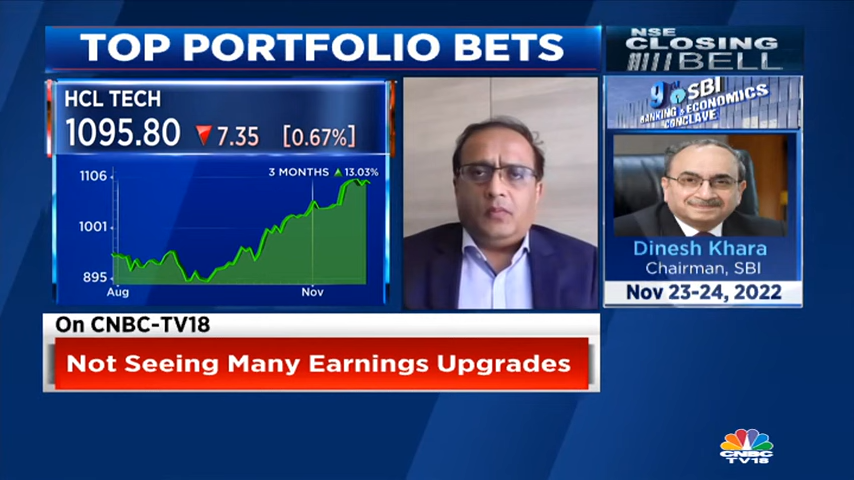 TOP PORTFOLIO BETS
NSE
CLOSING
BELL
HCL TECH
1095.80 ▼ 7.35 [0.67%]
3 MONTHS ▲ 13.03%
1106
1001
895
Aug
Nov
SBI
BANKING & ECONOMICS
CONCLAVE
Dinesh Khara
Chairman, SBI
Nov 23-24, 2022
On CNBC-TV18
Not Seeing Many Earnings Upgrades
CNBC
TV18